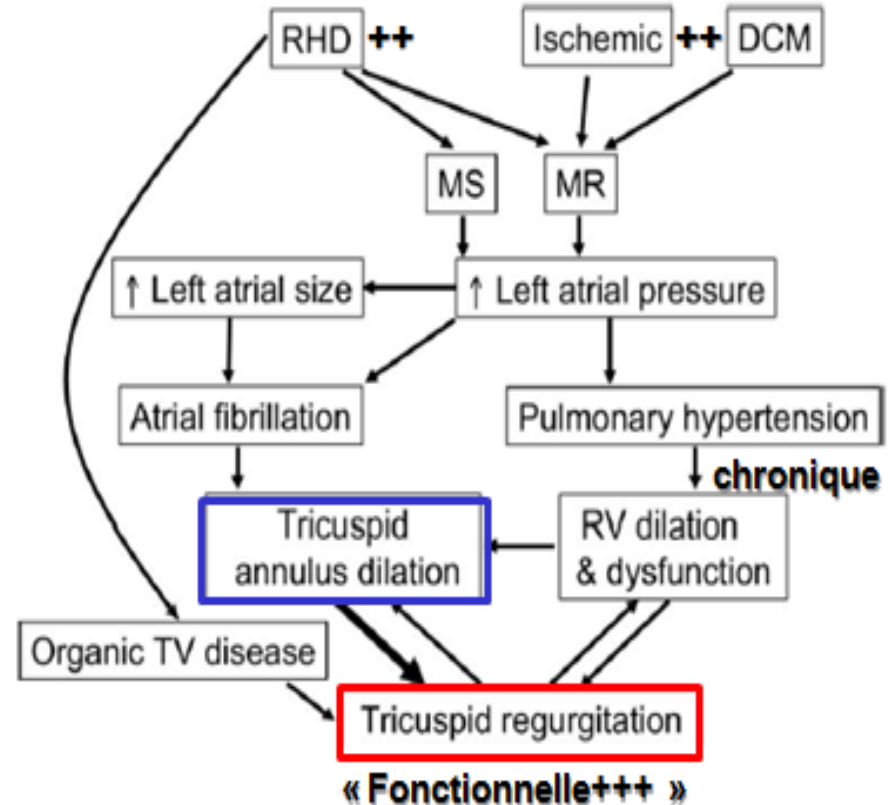 RHD ++ Ischemic ++ DCM
MS MR
↑ Left atrial size ↑ Left atrial pressure
Atrial fibrillation Pulmonary hypertension
chronique
Tricuspid
annulus dilation
RV dilation
& dysfunction
Organic TV disease
Tricuspid regurgitation
« Fonctionnelle+++ »